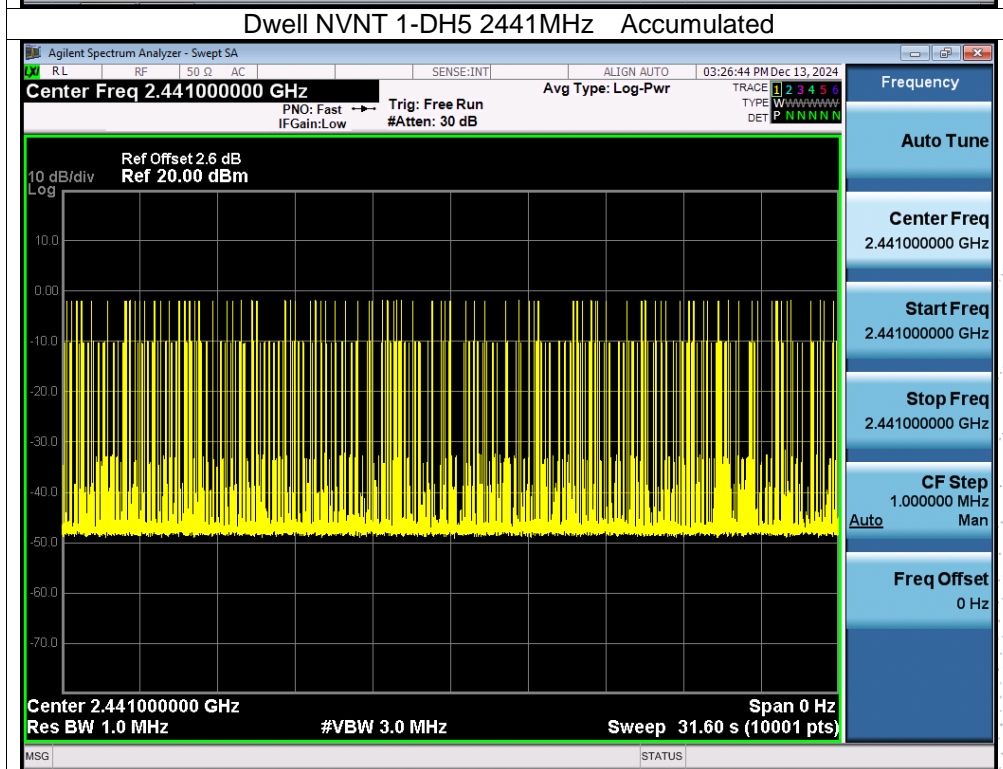 Dwell NVNT 1-DH5 2441MHz Accumulated
Agilent Spectrum Analyzer - Swept SA
LXI RL RF 50 Ω AC SENSE:INT ALIGN AUTO 03:26:44 PM Dec 13, 2024
Center Freq 2.441000000 GHz
PNO: Fast
IFGain:Low
Trig: Free Run
#Atten: 30 dB
Avg Type: Log-Pwr
TRACE 1 2 3 4 5 6
TYPE WWWWWW
DET P N N N N N
Frequency
Ref Offset 2.6 dB
10 dB/div Ref 20.00 dBm
Log
10.0
0.00
-10.0
-20.0
-30.0
-40.0
-50.0
-60.0
-70.0
Center 2.441000000 GHz Span 0 Hz
Res BW 1.0 MHz #VBW 3.0 MHz Sweep 31.60 s (10001 pts)
Auto Tune
Center Freq
2.441000000 GHz
Start Freq
2.441000000 GHz
Stop Freq
2.441000000 GHz
CF Step
1.000000 MHz
Auto Man
Freq Offset
0 Hz
MSG STATUS